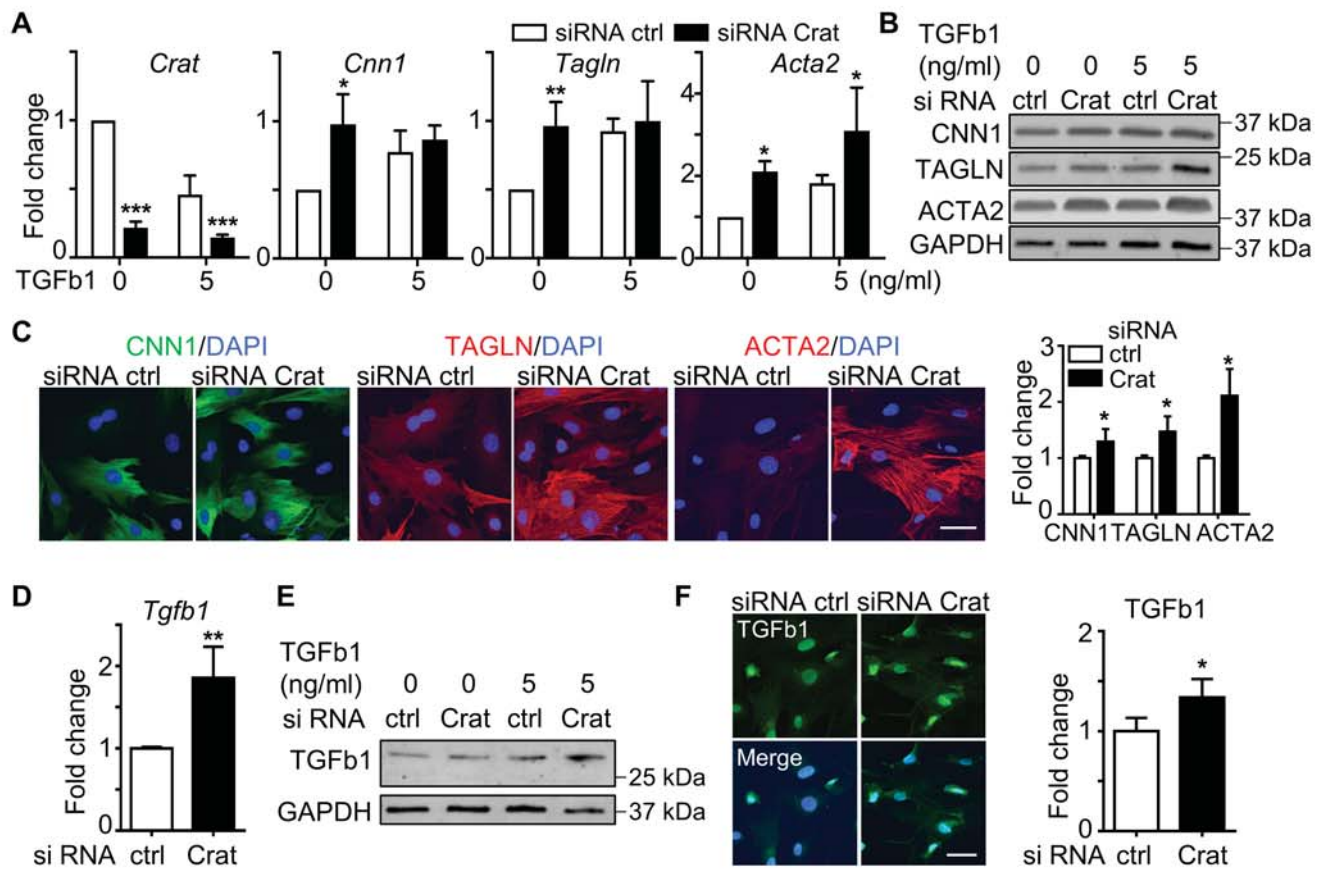 A
siRNA ctrl siRNA Crat
Crat Cnn1 Tagln Acta2
Fold change
1
0
1
1
1
1
4
2
0
TGFb1 0 5 0 5 0 5 0 5 (ng/ml)
*** ***
*
**
* *
B
TGFb1
(ng/ml) 0 0 5 5
si RNA ctrl Crat ctrl Crat
CNN1 37 kDa
25 kDa
TAGLN
ACTA2
37 kDa
GAPDH 37 kDa
C
CNN1/DAPI TAGLN/DAPI ACTA2/DAPI
siRNA ctrl siRNA Crat siRNA ctrl siRNA Crat siRNA ctrl siRNA Crat
siRNA
ctrl
Crat
Fold change
3
2
1
0
* * *
CNN1 TAGLN ACTA2
D
Tgfb1
**
Fold change
2
1
0
si RNA ctrl Crat
E
TGFb1
(ng/ml) 0 0 5 5
si RNA ctrl Crat ctrl Crat
TGFb1
25 kDa
GAPDH 37 kDa
F
siRNA ctrl siRNA Crat
TGFb1
Merge
TGFb1
Fold change
2
1
0
*
siRNA ctrl Crat